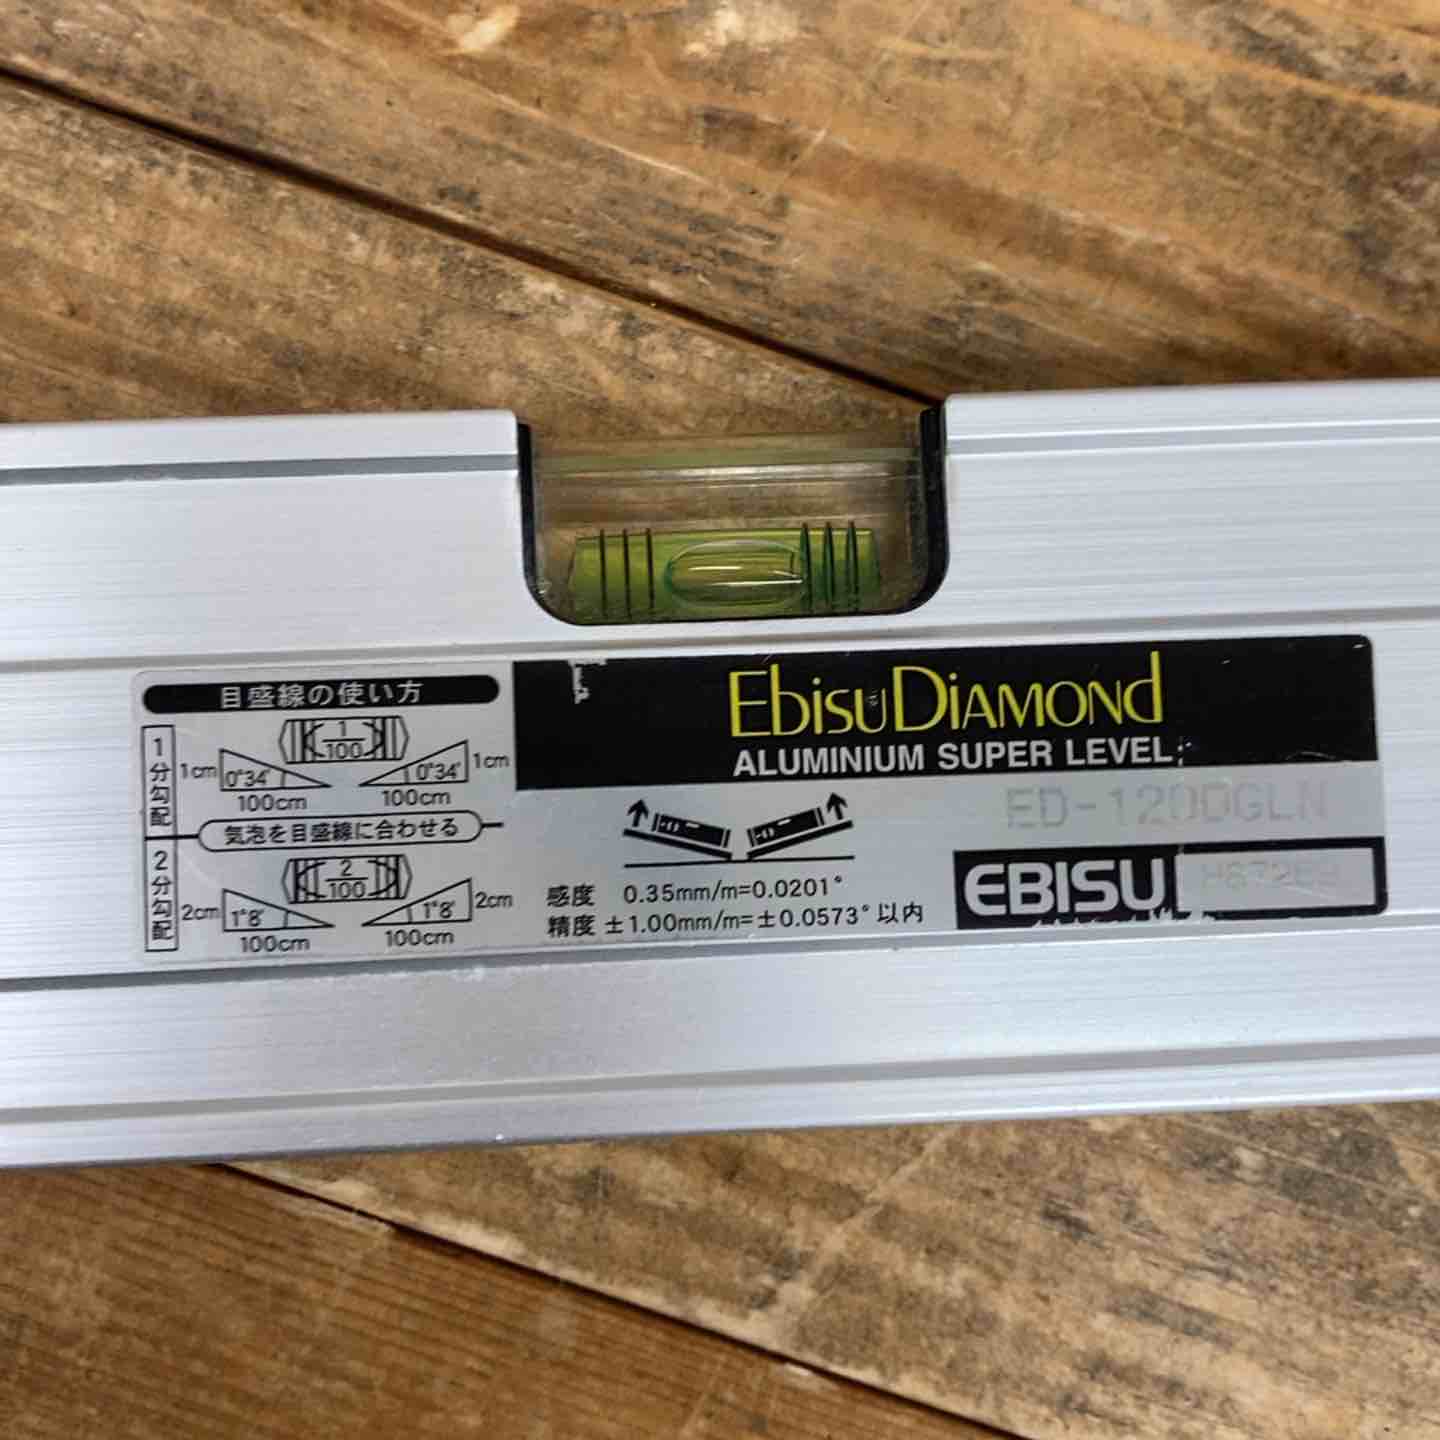 目盛線の使い方
1分勾配
1
100
1cm
0°34'
100cm
0°34'
1cm
100cm
気泡を目盛線に合わせる
2分勾配
2
100
2cm
1°8'
100cm
1°8'
2cm
100cm
EbisuDiAMOND
ALUMINIUM SUPER LEVEL
ED-120DGLN
感度 0.35mm/m=0.0201°
精度 ±1.00mm/m=±0.0573°以内
EBISU